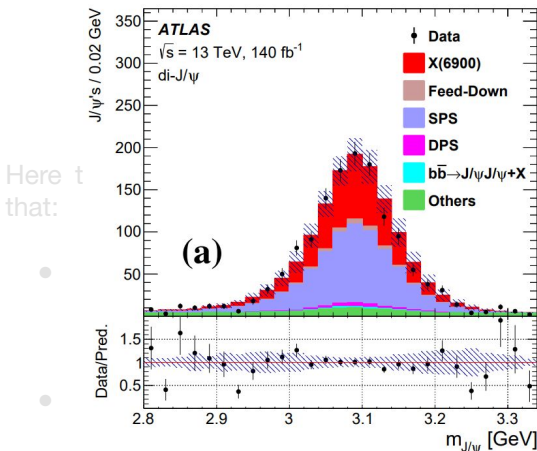 ATLAS
√s = 13 TeV, 140 fb⁻¹
di-J/ψ
J/ψ's / 0.02 GeV
350
300
250
200
150
100
50
Data
X(6900)
Feed-Down
SPS
DPS
bb̅→J/ψJ/ψ+X
Others
(a)
Here t
that:
Data/Pred.
1.5
1
0.5
2.8 2.9 3 3.1 3.2 3.3
m_J/ψ [GeV]